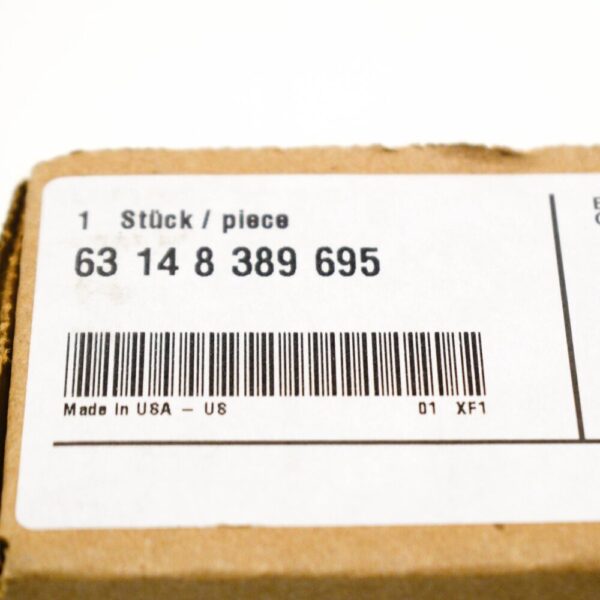 1 Stück / piece
63 14 8 389 695
Made In USA – US 01 XF1